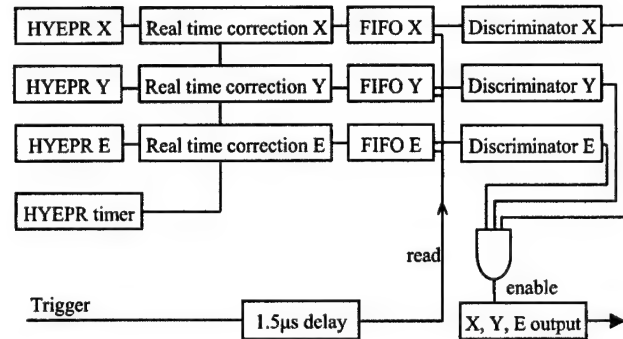 HYEPR X
Real time correction X
FIFO X
Discriminator X
HYEPR Y
Real time correction Y
FIFO Y
Discriminator Y
HYEPR E
Real time correction E
FIFO E
Discriminator E
HYEPR timer
read
enable
Trigger
1.5μs delay
X, Y, E output